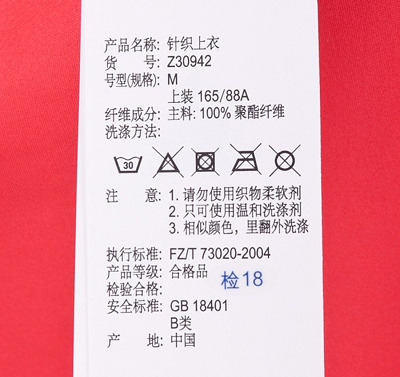 产品名称: 针织上衣
货 号: Z30942
号型(规格): M
上装 165/88A
纤维成分: 主料: 100% 聚酯纤维
洗涤方法:
30
注 意: 1. 请勿使用织物柔软剂
2. 只可使用温和洗涤剂
3. 相似颜色，里翻外洗涤
执行标准: FZ/T 73020-2004
产品等级: 合格品
检验合格: 检18
安全标准: GB 18401
B类
产 地: 中国